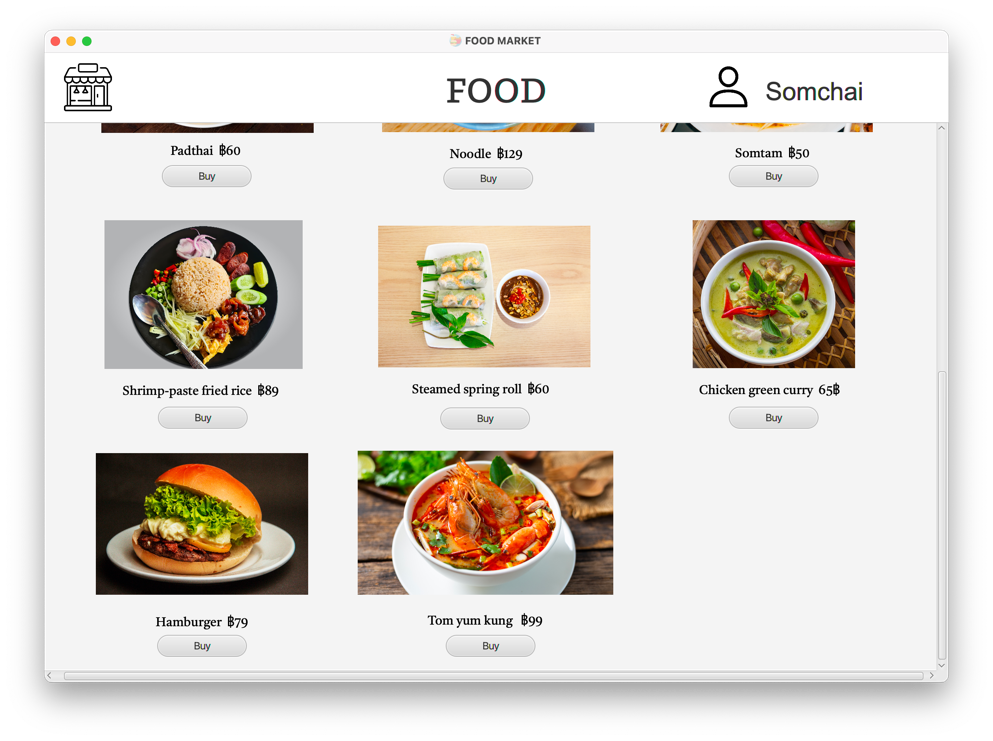 FOOD MARKET
FOOD
Somchai
Padthai ฿60
Noodle ฿129
Somtam ฿50
Buy
Buy
Buy
Shrimp-paste fried rice ฿89
Steamed spring roll ฿60
Chicken green curry 65฿
Buy
Buy
Buy
Hamburger ฿79
Tom yum kung ฿99
Buy
Buy